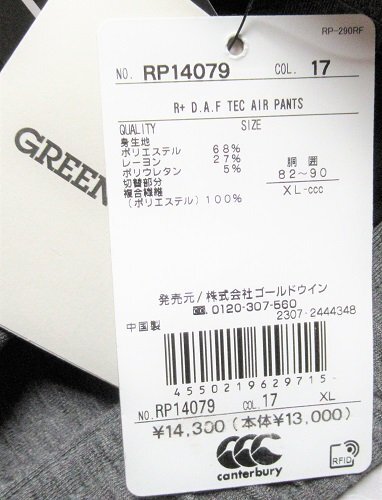 GREEN
RP-290RF
NO. RP14079 COL. 17
R+ D.A.F TEC AIR PANTS
QUALITY SIZE
身生地
ポリエステル 68%
レーヨン 27%
ポリウレタン 5%
切替部分
複合繊維
(ポリエステル)100%
胴囲
82~90
XL-ccc
発売元/株式会社ゴールドウイン
☎. 0120-307-560
2307-2444348
中国製
4550219629715
NO. RP14079 COL. 17 XL
¥14,300(本体¥13,000)
canterbury
RFID